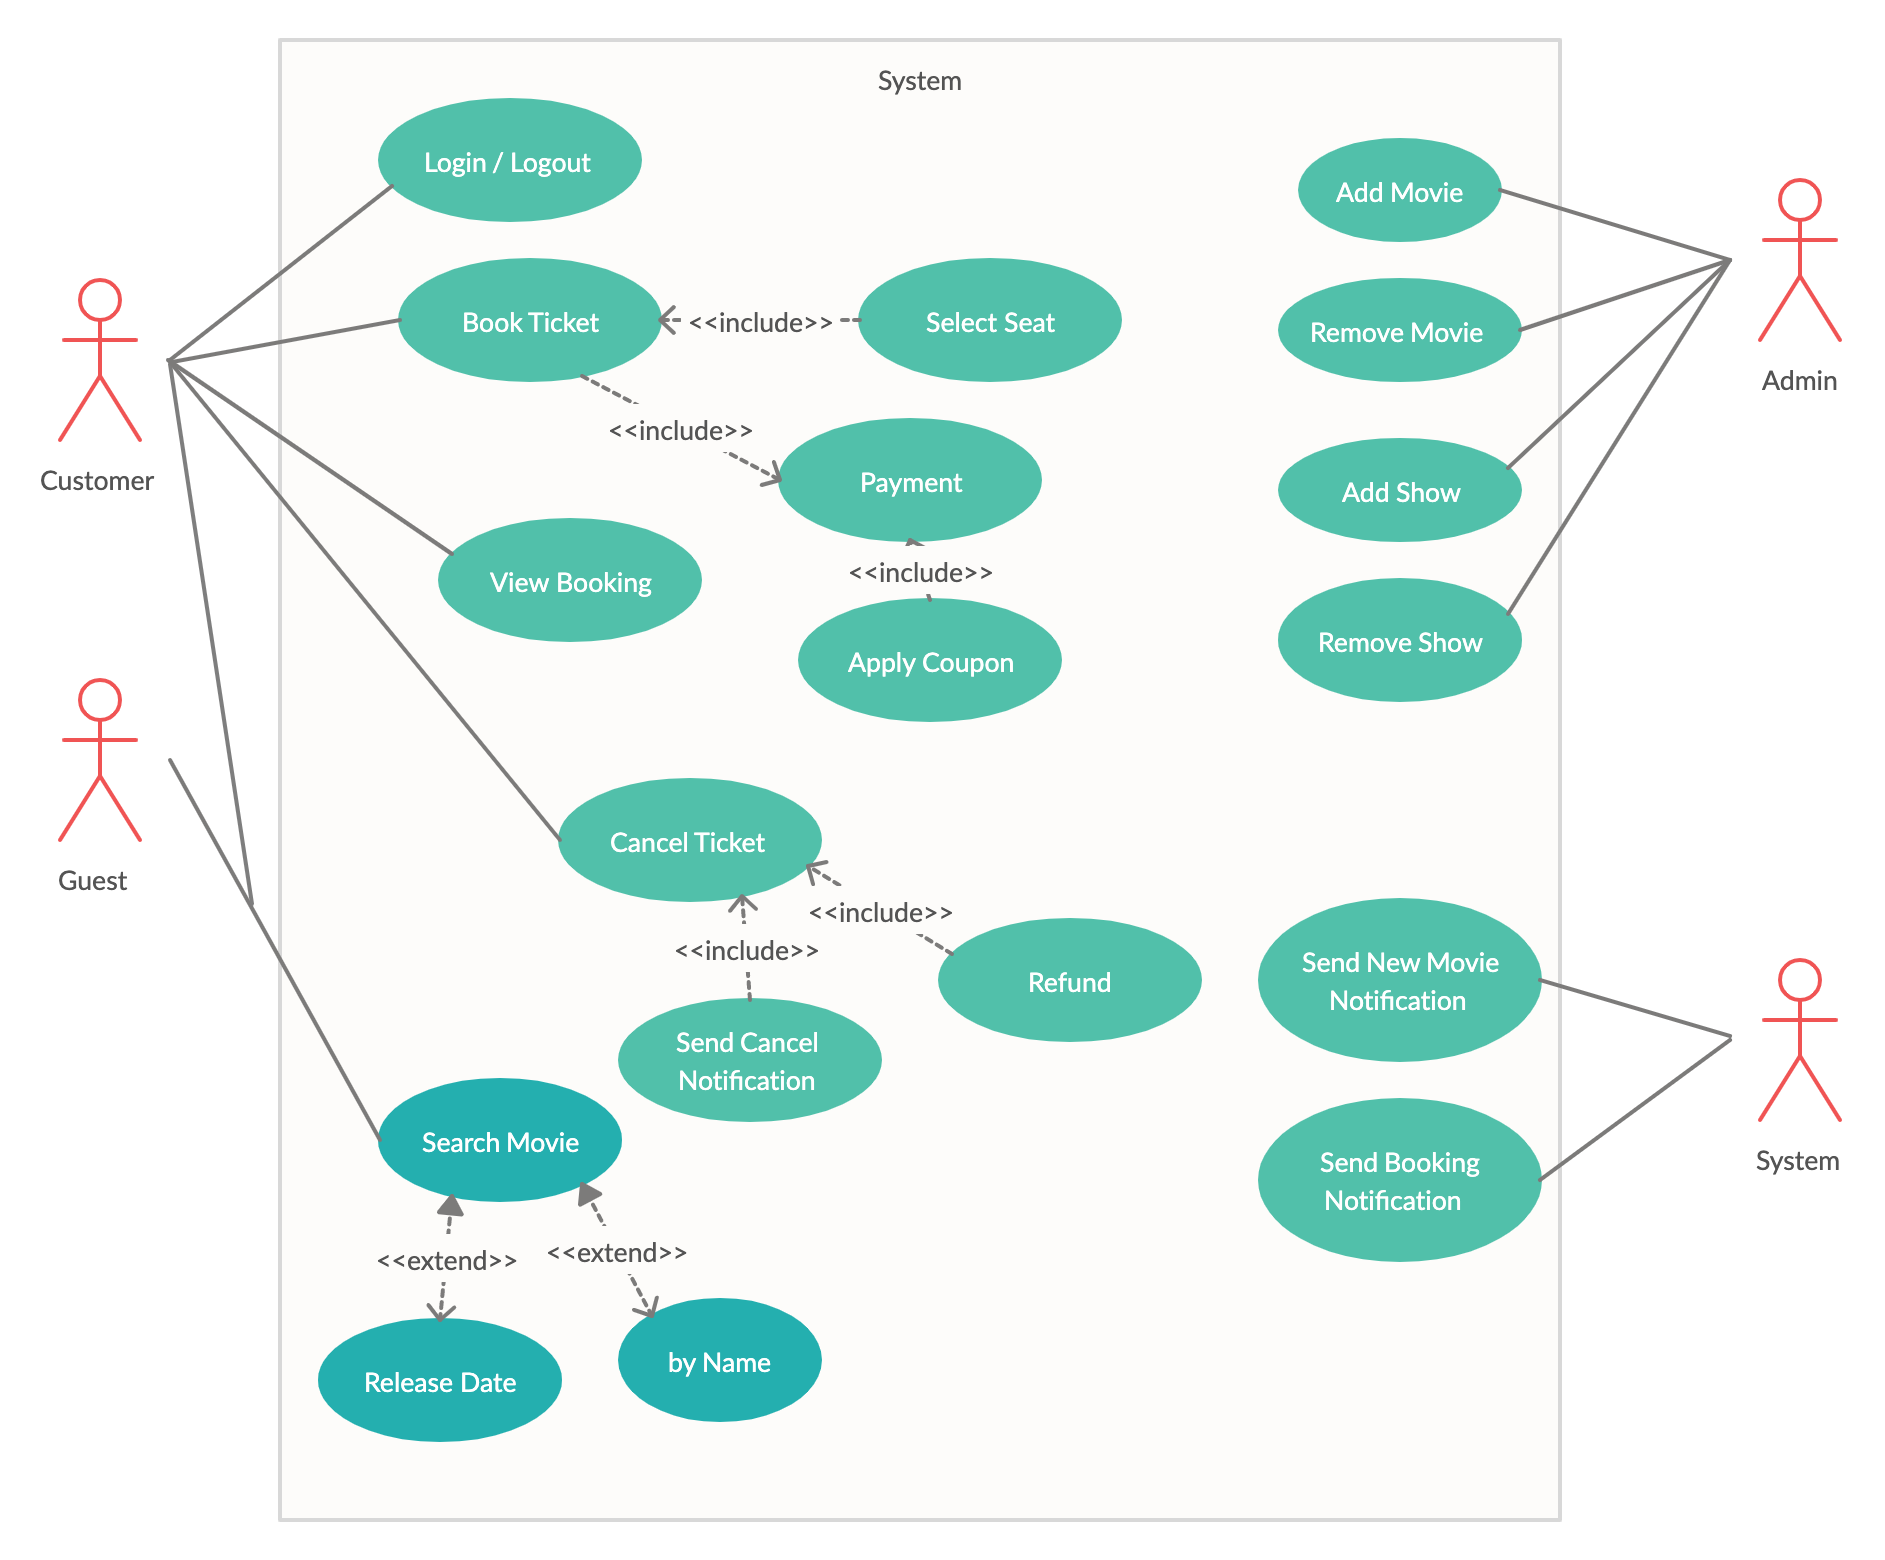 System
Login / Logout
Add Movie
Book Ticket
<<include>>
Select Seat
Remove Movie
Admin
<<include>>
Customer
Payment
Add Show
<<include>>
View Booking
Apply Coupon
Remove Show
Cancel Ticket
Guest
<<include>>
<<include>>
Refund
Send New Movie
Notification
Send Cancel
Notification
Search Movie
Send Booking
Notification
System
<<extend>>
<<extend>>
Release Date
by Name